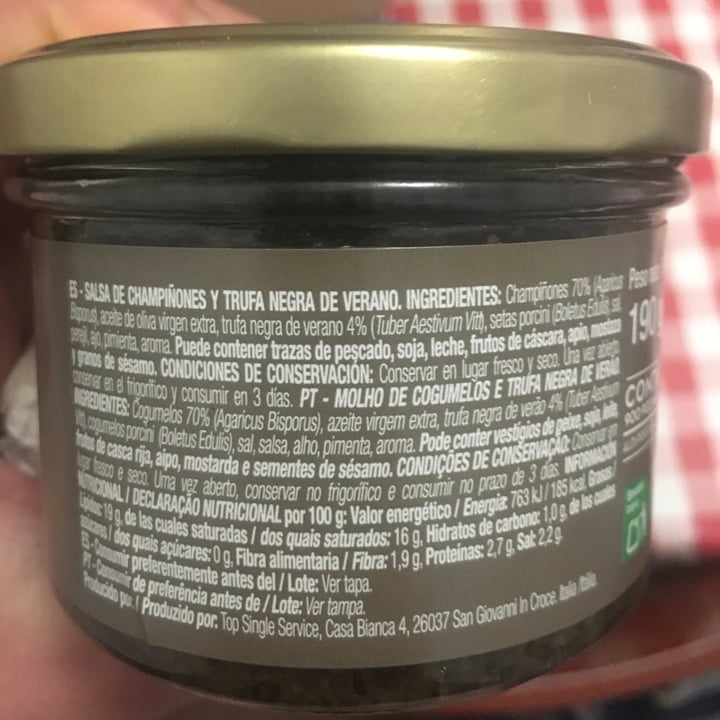 ES - SALSA DE CHAMPIÑONES Y TRUFA NEGRA DE VERANO. INGREDIENTES: Champiñones 70% (Agaricus
Bisporus), aceite de oliva virgen extra, trufa negra de verano 4% (Tuber Aestivum Vitt), setas porcini (Boletus Edulis), sal,
perejil, ajo, pimienta, aroma. Puede contener trazas de pescado, soja, leche, frutos de cáscara, apio, mostaza
y granos de sésamo. CONDICIONES DE CONSERVACIÓN: Conservar en lugar fresco y seco. Una vez abierto,
conservar en el frigorífico y consumir en 3 días. PT - MOLHO DE COGUMELOS E TRUFA NEGRA DE VERÃO
INGREDIENTES: Cogumelos 70% (Agaricus Bisporus), azeite virgem extra, trufa negra de verão 4% (Tuber Aestivum
Vitt), cogumelos porcini (Boletus Edulis), sal, salsa, alho, pimenta, aroma. Pode conter vestígios de peixe, soja, leite,
frutos de casca rija, aipo, mostarda e sementes de sésamo. CONDIÇÕES DE CONSERVAÇÃO: Conservar em
lugar fresco e seco. Uma vez aberto, conservar no frigorífico e consumir no prazo de 3 dias. INFORMACIÓN
NUTRICIONAL / DECLARAÇÃO NUTRICIONAL por 100 g: Valor energético / Energia: 763 kJ / 185 kcal, Grasas /
Lípidos: 19 g, de las cuales saturadas / dos quais saturados: 16 g, Hidratos de carbono: 1,0 g, de los cuales
azúcares / dos quais açúcares: 0 g, Fibra alimentaria / Fibra: 1,9 g, Proteínas: 2,7 g, Sal: 2,2 g.
ES - Consumir preferentemente antes del / Lote: Ver tapa.
PT - Consumir de preferência antes de / Lote: Ver tampa.
Producido por / Produzido por: Top Single Service, Casa Bianca 4, 26037 San Giovanni In Croce. Italia /Itália.
Peso
190 g